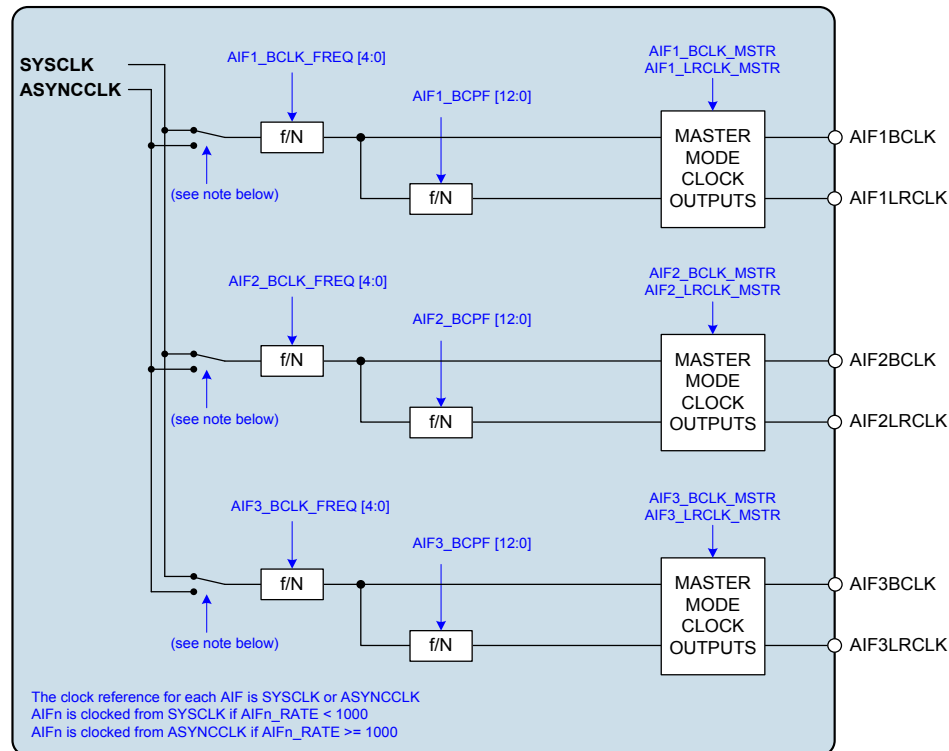 SYSCLK
ASYNCCLK
AIF1_BCLK_FREQ [4:0]
AIF1_BCPF [12:0]
AIF1_BCLK_MSTR
AIF1_LRCLK_MSTR
f/N
f/N
(see note below)
MASTER
MODE
CLOCK
OUTPUTS
AIF1BCLK
AIF1LRCLK
AIF2_BCLK_FREQ [4:0]
AIF2_BCPF [12:0]
AIF2_BCLK_MSTR
AIF2_LRCLK_MSTR
f/N
f/N
(see note below)
MASTER
MODE
CLOCK
OUTPUTS
AIF2BCLK
AIF2LRCLK
AIF3_BCLK_FREQ [4:0]
AIF3_BCPF [12:0]
AIF3_BCLK_MSTR
AIF3_LRCLK_MSTR
f/N
f/N
(see note below)
MASTER
MODE
CLOCK
OUTPUTS
AIF3BCLK
AIF3LRCLK
The clock reference for each AIF is SYSCLK or ASYNCCLK
AIFn is clocked from SYSCLK if AIFn_RATE < 1000
AIFn is clocked from ASYNCCLK if AIFn_RATE >= 1000